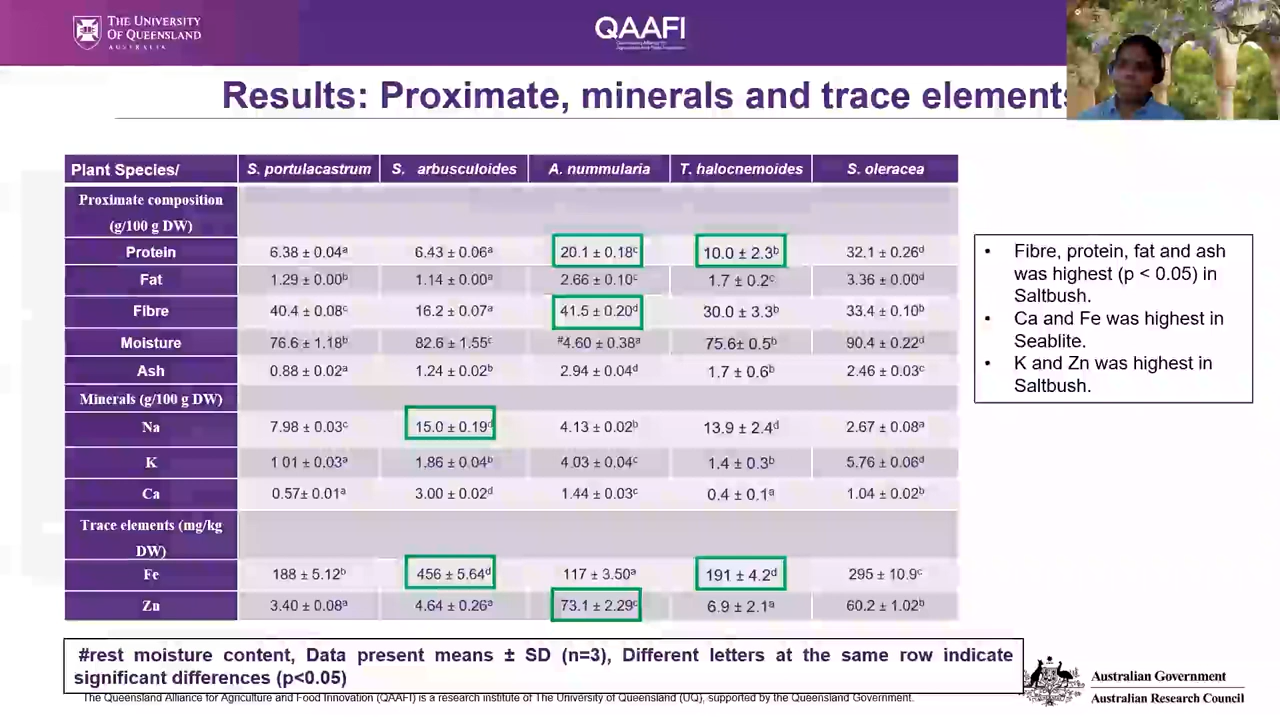 THE UNIVERSITY
OF QUEENSLAND
AUSTRALIA
QAAFI
Results: Proximate, minerals and trace elements
Plant Species/ S. portulacastrum S. arbusculoides A. nummularia T. halocnemoides S. oleracea
Proximate composition
(g/100 g DW)
Protein 6.38 ± 0.04ᵃ 6.43 ± 0.06ᵃ 20.1 ± 0.18ᶜ 10.0 ± 2.3ᵇ 32.1 ± 0.26ᵈ
Fat 1.29 ± 0.00ᵇ 1.14 ± 0.00ᵃ 2.66 ± 0.10ᶜ 1.7 ± 0.2ᶜ 3.36 ± 0.00ᵈ
Fibre 40.4 ± 0.08ᶜ 16.2 ± 0.07ᵃ 41.5 ± 0.20ᵈ 30.0 ± 3.3ᵇ 33.4 ± 0.10ᵇ
Moisture 76.6 ± 1.18ᵇ 82.6 ± 1.55ᶜ #4.60 ± 0.38ᵃ 75.6± 0.5ᵇ 90.4 ± 0.22ᵈ
Ash 0.88 ± 0.02ᵃ 1.24 ± 0.02ᵇ 2.94 ± 0.04ᵈ 1.7 ± 0.6ᵇ 2.46 ± 0.03ᶜ
Minerals (g/100 g DW)
Na 7.98 ± 0.03ᶜ 15.0 ± 0.19ᵈ 4.13 ± 0.02ᵇ 13.9 ± 2.4ᵈ 2.67 ± 0.08ᵃ
K 1 01 ± 0.03ᵃ 1.86 ± 0.04ᵇ 4.03 ± 0.04ᶜ 1.4 ± 0.3ᵇ 5.76 ± 0.06ᵈ
Ca 0.57± 0.01ᵃ 3.00 ± 0.02ᵈ 1.44 ± 0.03ᶜ 0.4 ± 0.1ᵃ 1.04 ± 0.02ᵇ
Trace elements (mg/kg
DW)
Fe 188 ± 5.12ᵇ 456 ± 5.64ᵈ 117 ± 3.50ᵃ 191 ± 4.2ᵈ 295 ± 10.9ᶜ
Zn 3.40 ± 0.08ᵃ 4.64 ± 0.26ᵃ 73.1 ± 2.29ᶜ 6.9 ± 2.1ᵃ 60.2 ± 1.02ᵇ
• Fibre, protein, fat and ash
was highest (p < 0.05) in
Saltbush.
• Ca and Fe was highest in
Seablite.
• K and Zn was highest in
Saltbush.
#rest moisture content, Data present means ± SD (n=3), Different letters at the same row indicate
significant differences (p<0.05)
The Queensland Alliance for Agriculture and Food Innovation (QAAFI) is a research institute of The University of Queensland (UQ), supported by the Queensland Government.
Australian Government
Australian Research Council